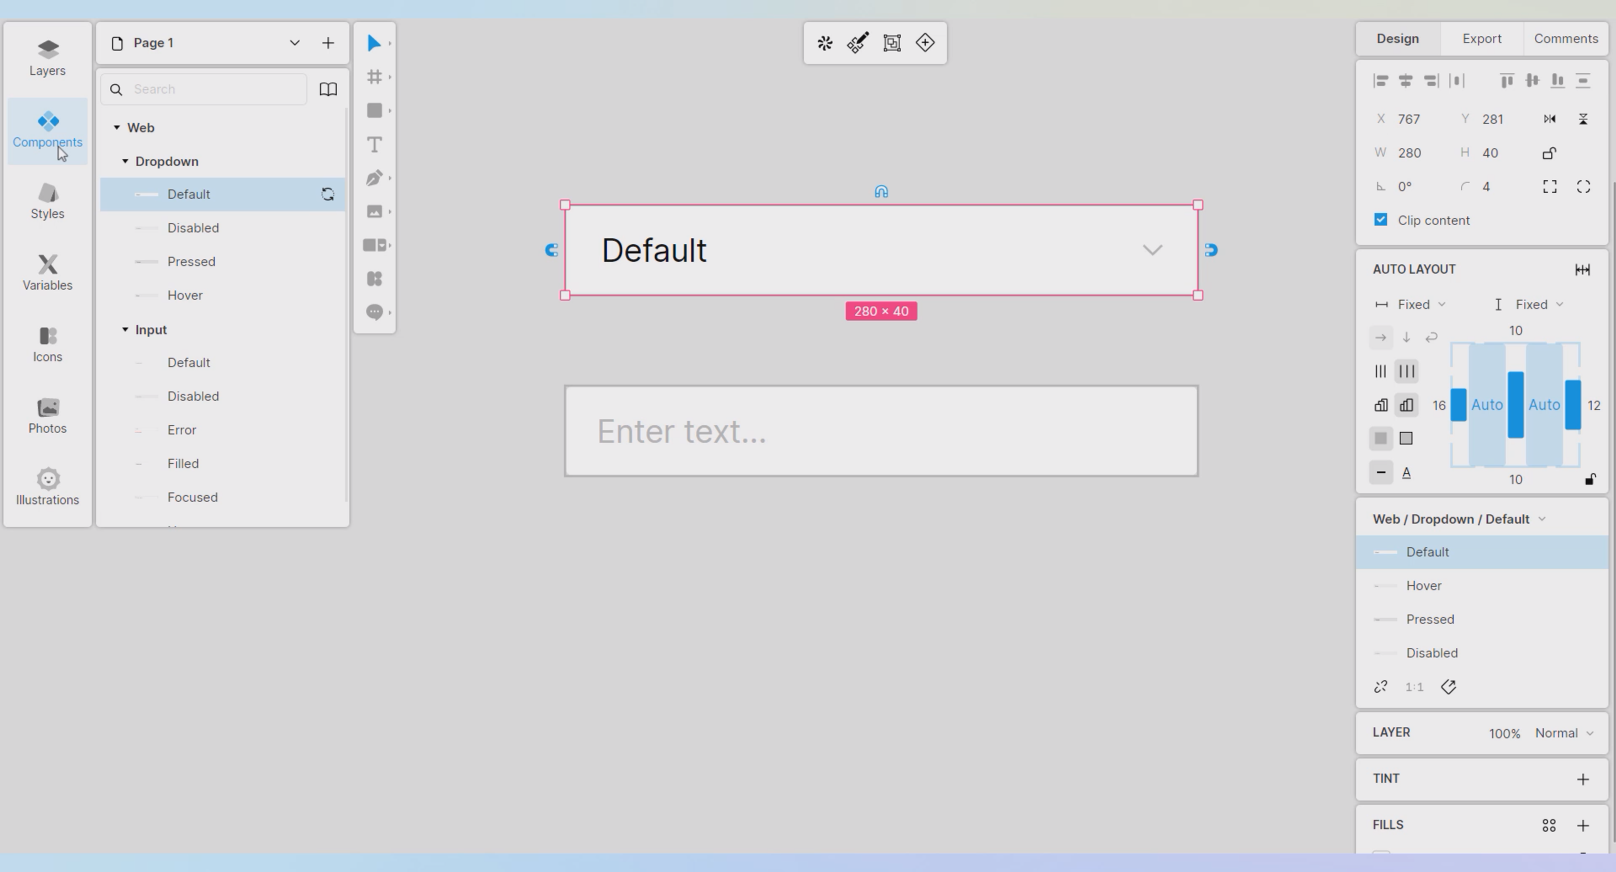 Layers
Components
Styles
Variables
Icons
Photos
Illustrations
Page 1
Search
Web
Dropdown
Default
Disabled
Pressed
Hover
Input
Default
Disabled
Error
Filled
Focused
T
Default
280 × 40
Enter text...
Design
Export
Comments
X 767 Y 281
W 280 H 40
0° 4
Clip content
AUTO LAYOUT
Fixed Fixed
10
16 Auto Auto 12
A
10
Web / Dropdown / Default
Default
Hover
Pressed
Disabled
1:1
LAYER 100% Normal
TINT
FILLS